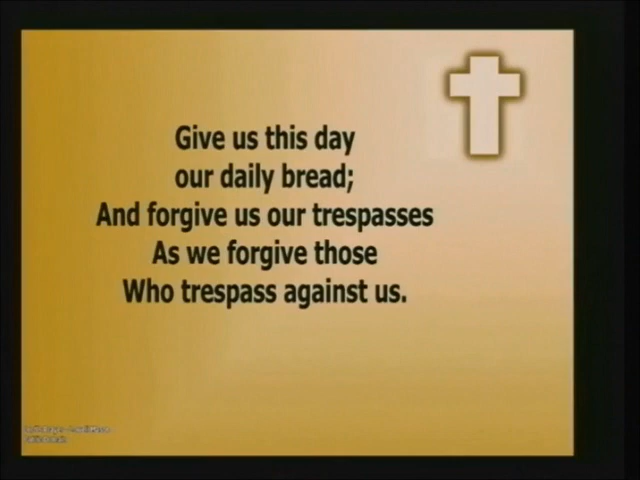 Give us this day
our daily bread;
And forgive us our trespasses
As we forgive those
Who trespass against us.